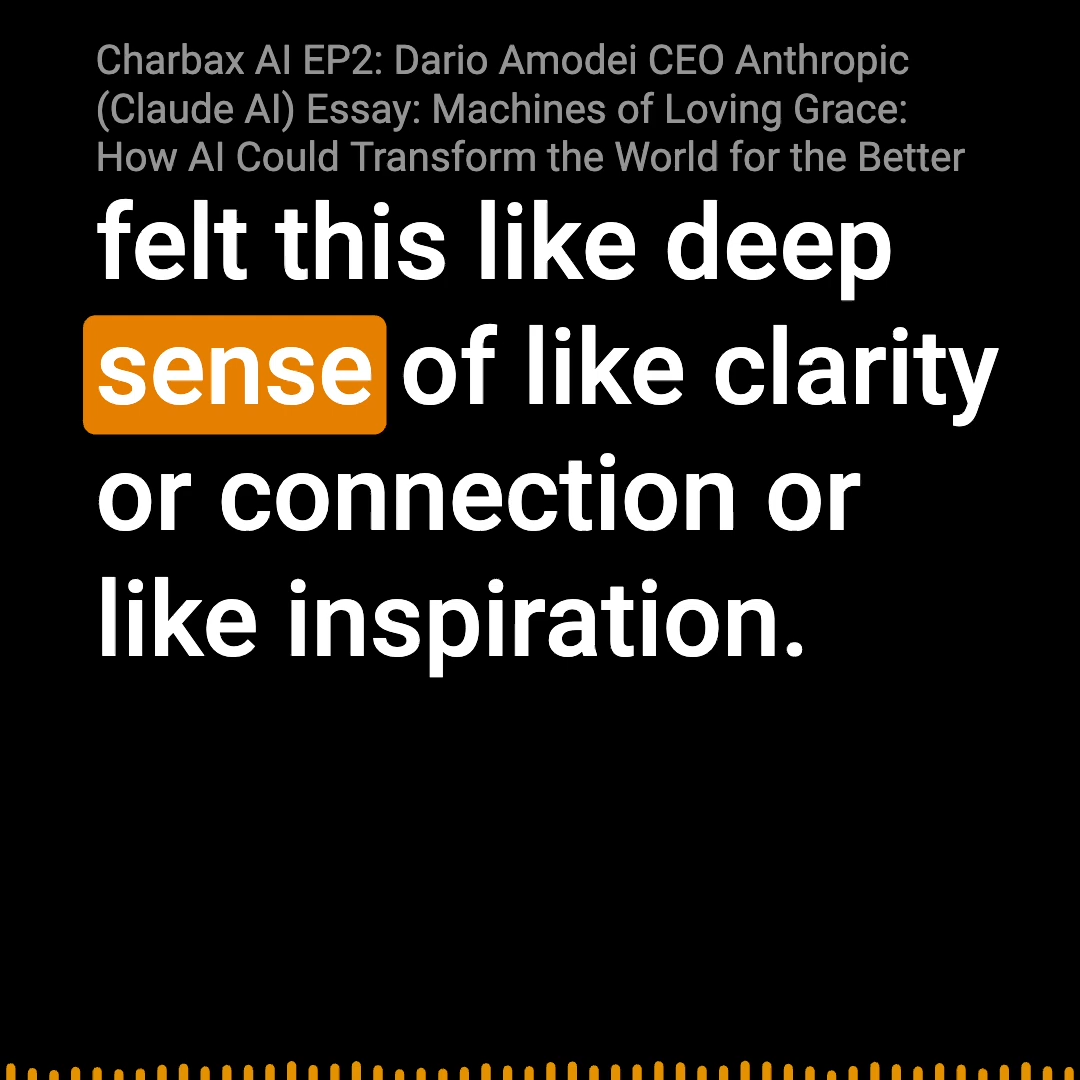 Charbax AI EP2: Dario Amodei CEO Anthropic
(Claude AI) Essay: Machines of Loving Grace:
How AI Could Transform the World for the Better
felt this like deep
sense of like clarity
or connection or
like inspiration.